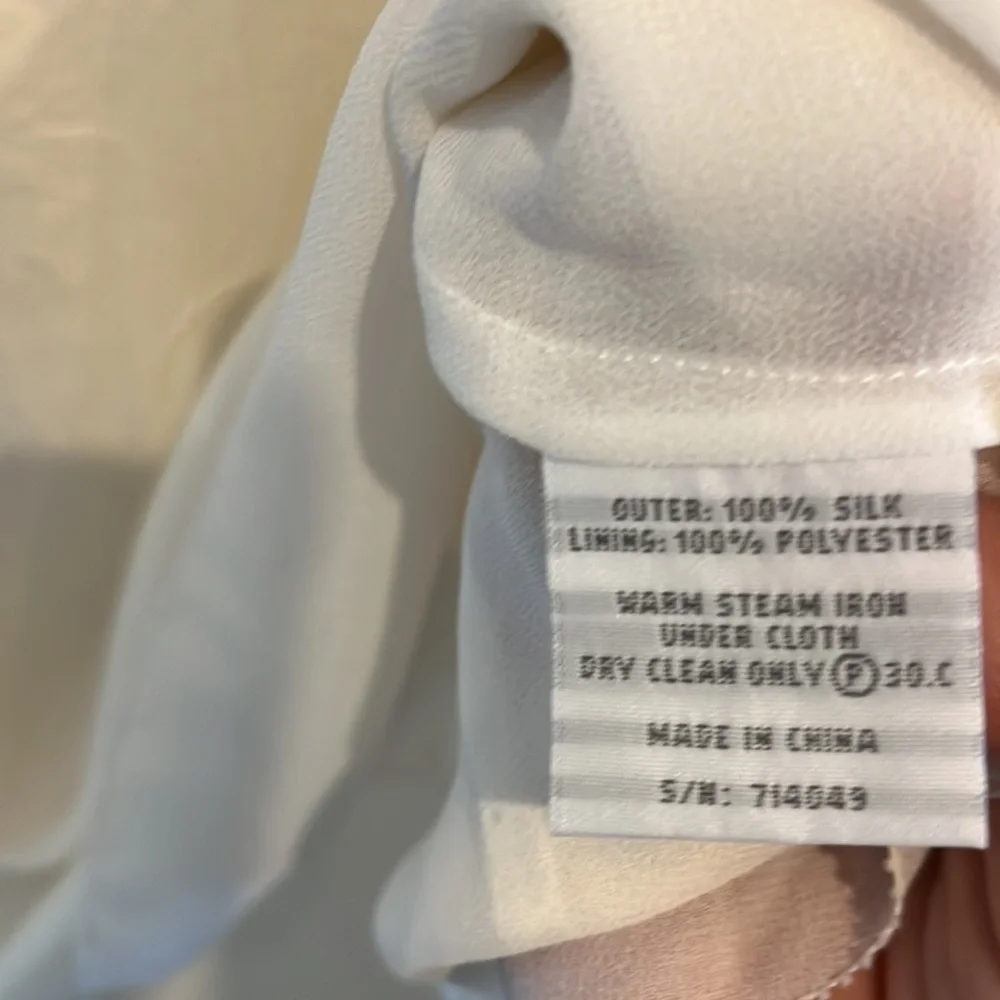 OUTER: 100% SILK
LINING: 100% POLYESTER
WARM STEAM IRON
UNDER CLOTH
DRY CLEAN ONLY Ⓟ 30.C
MADE IN CHINA
S/N: 714049